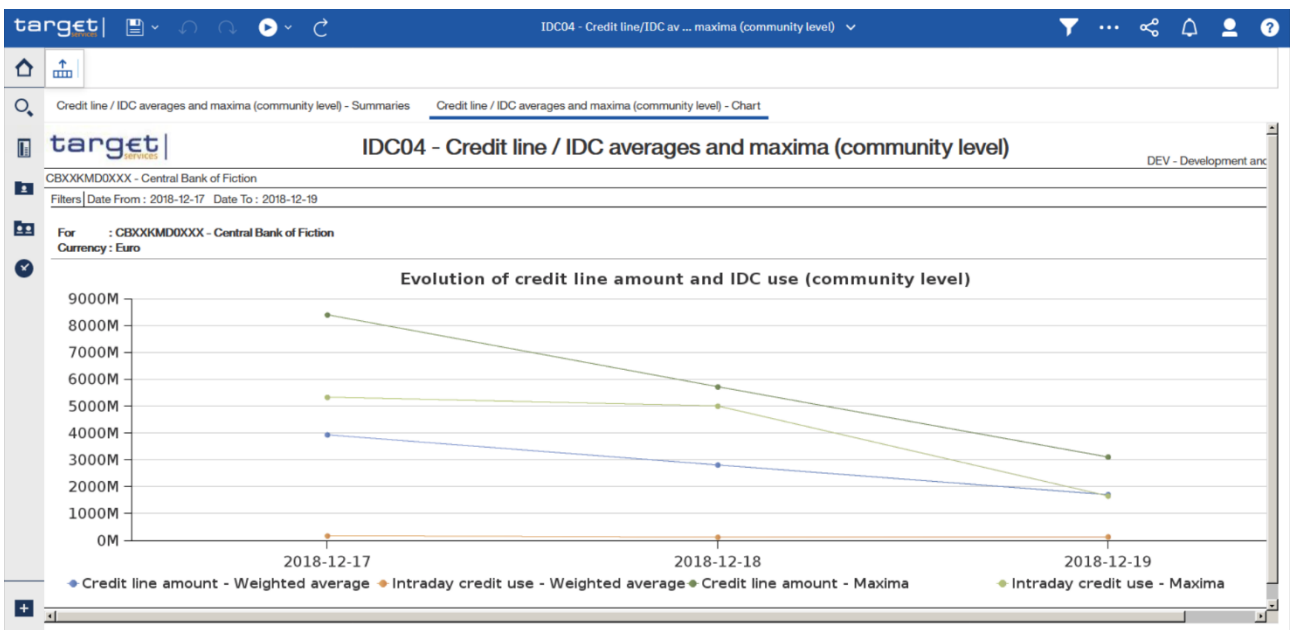 target|
services
IDC04 - Credit line/IDC av ... maxima (community level)
Credit line / IDC averages and maxima (community level) - Summaries
Credit line / IDC averages and maxima (community level) - Chart
target|
services
IDC04 - Credit line / IDC averages and maxima (community level)
DEV - Development and
CBXXKMD0XXX - Central Bank of Fiction
Filters Date From : 2018-12-17 Date To : 2018-12-19
For : CBXXKMD0XXX - Central Bank of Fiction
Currency : Euro
Evolution of credit line amount and IDC use (community level)
9000M
8000M
7000M
6000M
5000M
4000M
3000M
2000M
1000M
0M
2018-12-17 2018-12-18 2018-12-19
Credit line amount - Weighted average Intraday credit use - Weighted average Credit line amount - Maxima Intraday credit use - Maxima